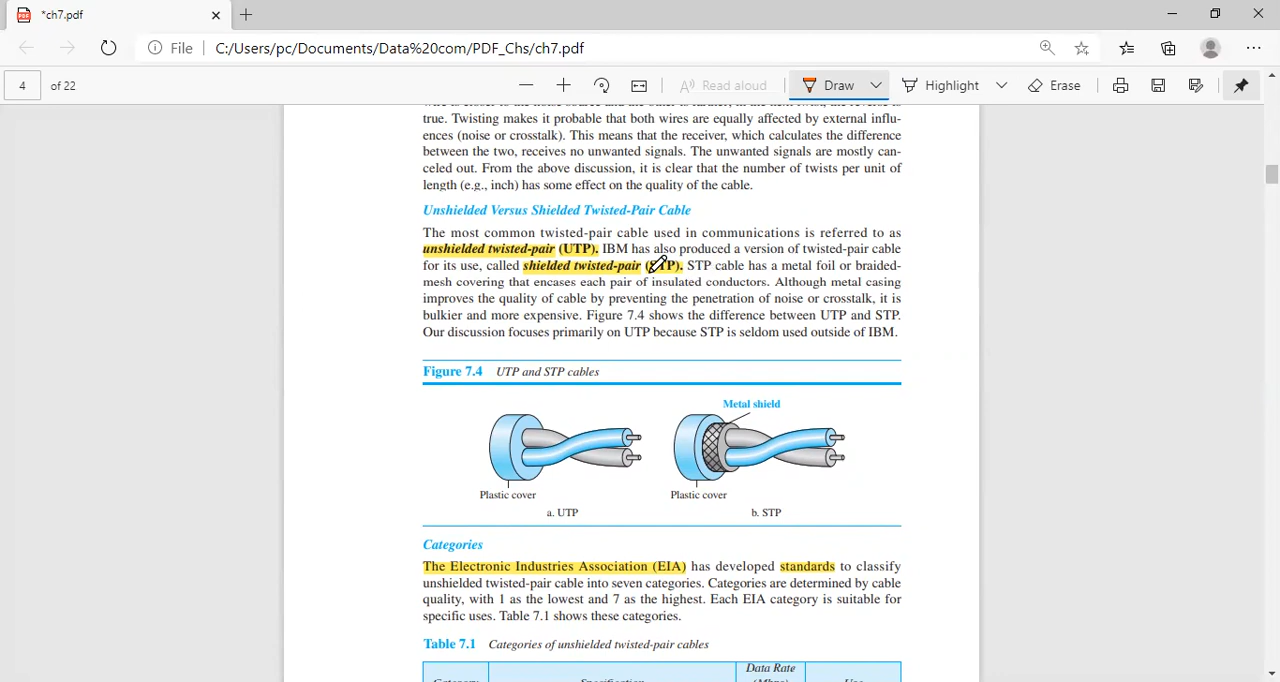 *ch7.pdf
File C:/Users/pc/Documents/Data%20com/PDF_Chs/ch7.pdf
4 of 22 Read aloud Draw Highlight Erase
true. Twisting makes it probable that both wires are equally affected by external influ-
ences (noise or crosstalk). This means that the receiver, which calculates the difference
between the two, receives no unwanted signals. The unwanted signals are mostly can-
celed out. From the above discussion, it is clear that the number of twists per unit of
length (e.g., inch) has some effect on the quality of the cable.
Unshielded Versus Shielded Twisted-Pair Cable
The most common twisted-pair cable used in communications is referred to as
unshielded twisted-pair (UTP). IBM has also produced a version of twisted-pair cable
for its use, called shielded twisted-pair (STP). STP cable has a metal foil or braided-
mesh covering that encases each pair of insulated conductors. Although metal casing
improves the quality of cable by preventing the penetration of noise or crosstalk, it is
bulkier and more expensive. Figure 7.4 shows the difference between UTP and STP.
Our discussion focuses primarily on UTP because STP is seldom used outside of IBM.
Figure 7.4 UTP and STP cables
Metal shield
Plastic cover Plastic cover
a. UTP b. STP
Categories
The Electronic Industries Association (EIA) has developed standards to classify
unshielded twisted-pair cable into seven categories. Categories are determined by cable
quality, with 1 as the lowest and 7 as the highest. Each EIA category is suitable for
specific uses. Table 7.1 shows these categories.
Table 7.1 Categories of unshielded twisted-pair cables
Data Rate